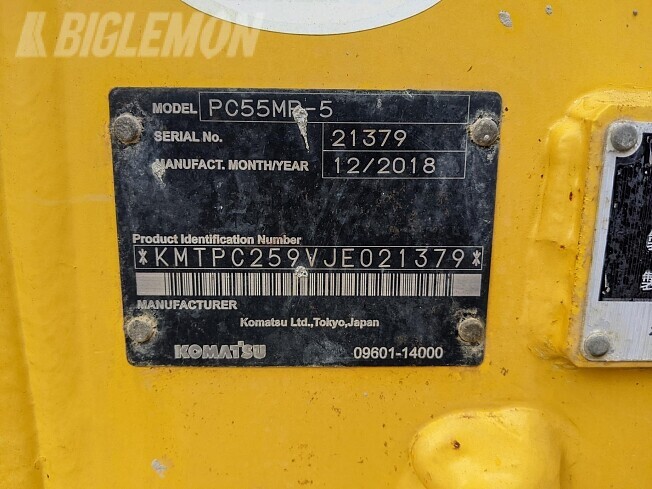 BIGLEMON
MODEL PC55MR-5
SERIAL No. 21379
MANUFACT. MONTH/YEAR 12/2018
Product Identification Number
*KMTPC259VJE021379*
MANUFACTURER
Komatsu Ltd.,Tokyo,Japan
KOMATSU 09601-14000